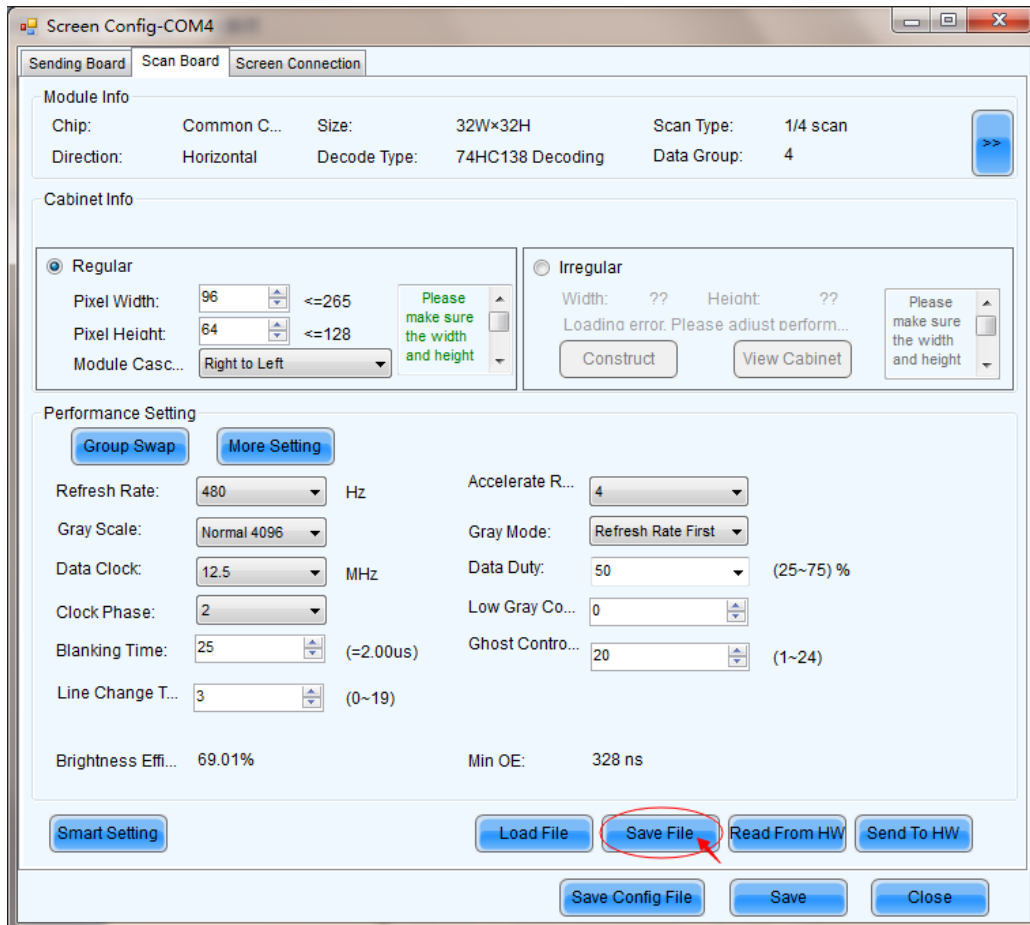 Screen Config-COM4
Sending Board Scan Board Screen Connection
Module Info
Chip: Common C... Size: 32W×32H Scan Type: 1/4 scan
Direction: Horizontal Decode Type: 74HC138 Decoding Data Group: 4
>>
Cabinet Info
Regular
Pixel Width: 96 <=265
Pixel Height: 64 <=128
Module Casc... Right to Left
Please
make sure
the width
and height
Irregular
Width: ?? Height: ??
Loading error. Please adjust perform...
Construct View Cabinet
Please
make sure
the width
and height
Performance Setting
Group Swap More Setting
Refresh Rate: 480 Hz Accelerate R... 4
Gray Scale: Normal 4096 Gray Mode: Refresh Rate First
Data Clock: 12.5 MHz Data Duty: 50 (25~75) %
Clock Phase: 2 Low Gray Co... 0
Blanking Time: 25 (=2.00us) Ghost Contro... 20 (1~24)
Line Change T... 3 (0~19)
Brightness Effi... 69.01% Min OE: 328 ns
Smart Setting Load File Save File Read From HW Send To HW
Save Config File Save Close